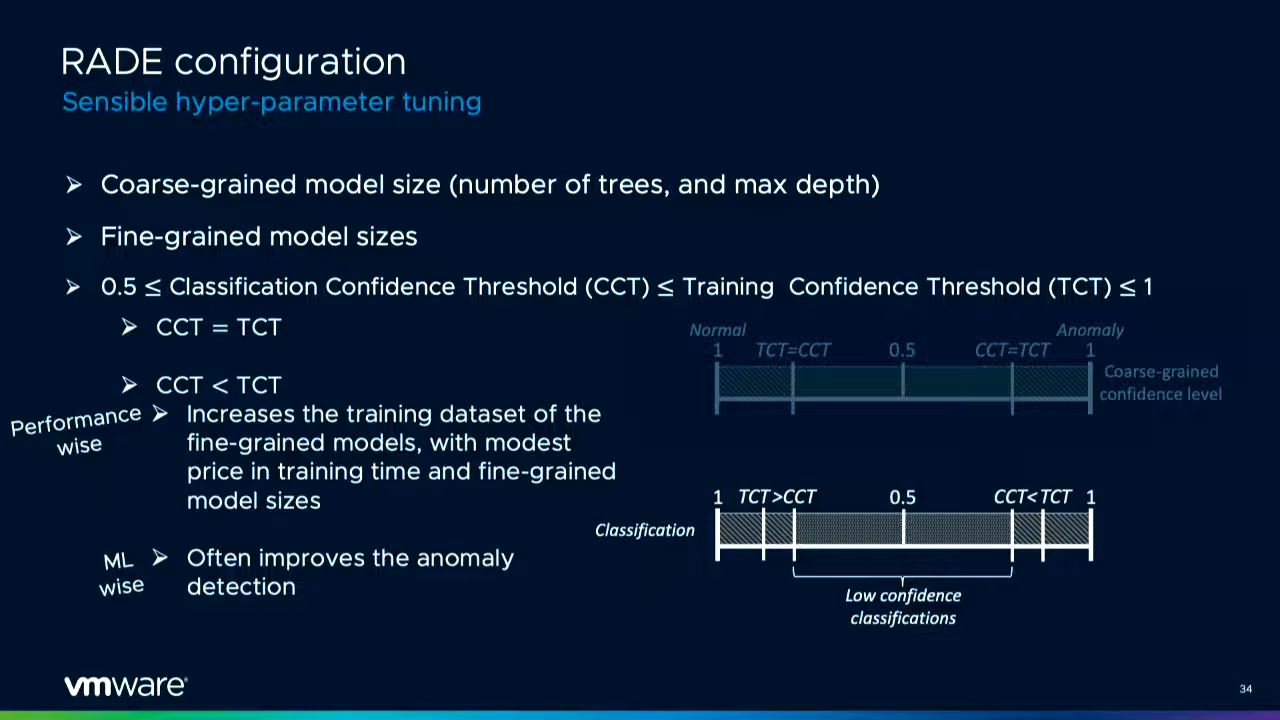 RADE configuration
Sensible hyper-parameter tuning
➢ Coarse-grained model size (number of trees, and max depth)
➢ Fine-grained model sizes
➢ 0.5 ≤ Classification Confidence Threshold (CCT) ≤ Training Confidence Threshold (TCT) ≤ 1
➢ CCT = TCT
➢ CCT < TCT
Performance
wise
➢ Increases the training dataset of the
fine-grained models, with modest
price in training time and fine-grained
model sizes
ML
wise
➢ Often improves the anomaly
detection
Normal Anomaly
1 TCT=CCT 0.5 CCT=TCT 1
Coarse-grained
confidence level
1 TCT>CCT 0.5 CCT<TCT 1
Classification
Low confidence
classifications
vmware®
34